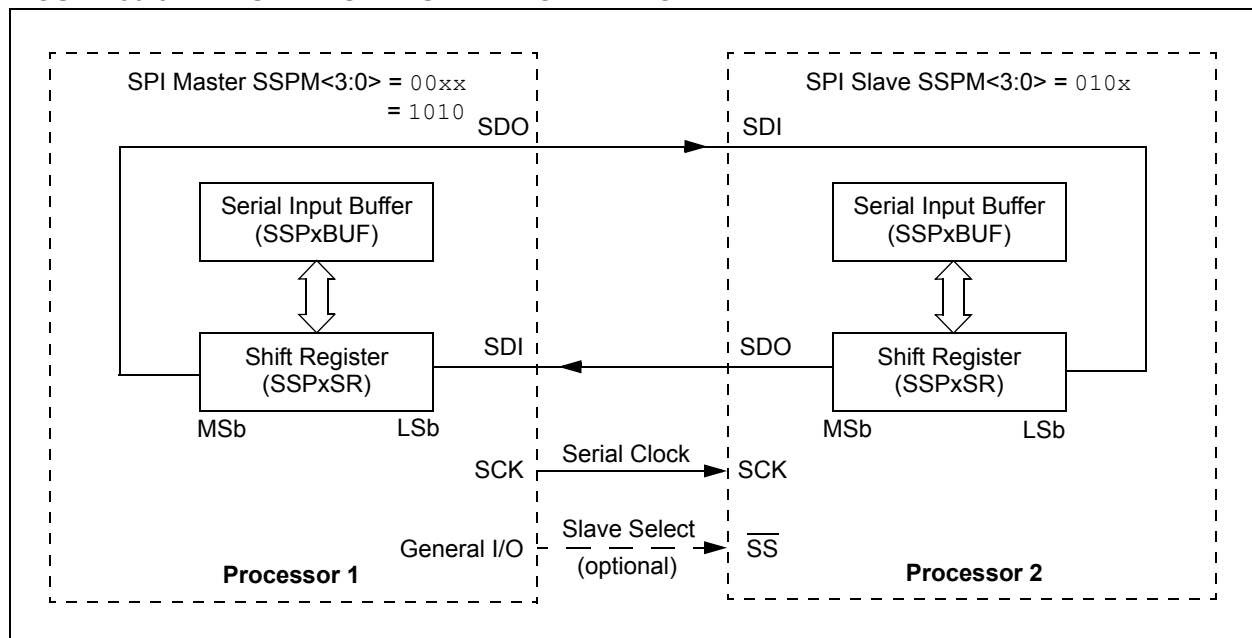 SPI Master SSPM<3:0> = 00xx
= 1010
SPI Slave SSPM<3:0> = 010x
SDO
SDI
Serial Input Buffer
(SSPxBUF)
Serial Input Buffer
(SSPxBUF)
SDI
SDO
Shift Register
(SSPxSR)
Shift Register
(SSPxSR)
MSb
LSb
MSb
LSb
SCK
Serial Clock
SCK
General I/O
Slave Select
(optional)
S̅S̅
Processor 1
Processor 2